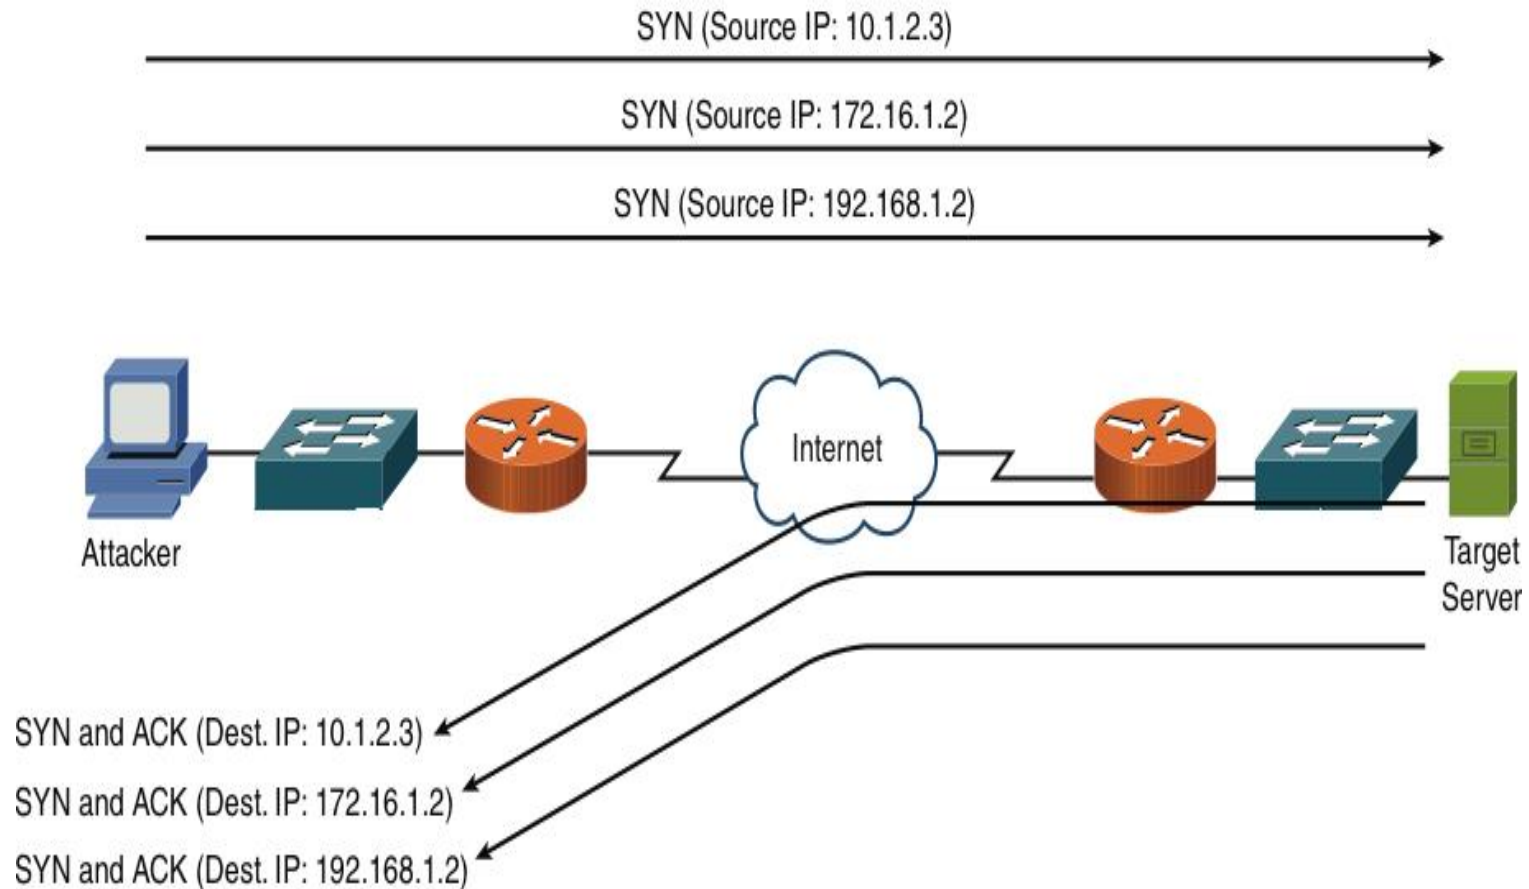 SYN (Source IP: 10.1.2.3)
SYN (Source IP: 172.16.1.2)
SYN (Source IP: 192.168.1.2)
Internet
Attacker
Target
Server
SYN and ACK (Dest. IP: 10.1.2.3)
SYN and ACK (Dest. IP: 172.16.1.2)
SYN and ACK (Dest. IP: 192.168.1.2)